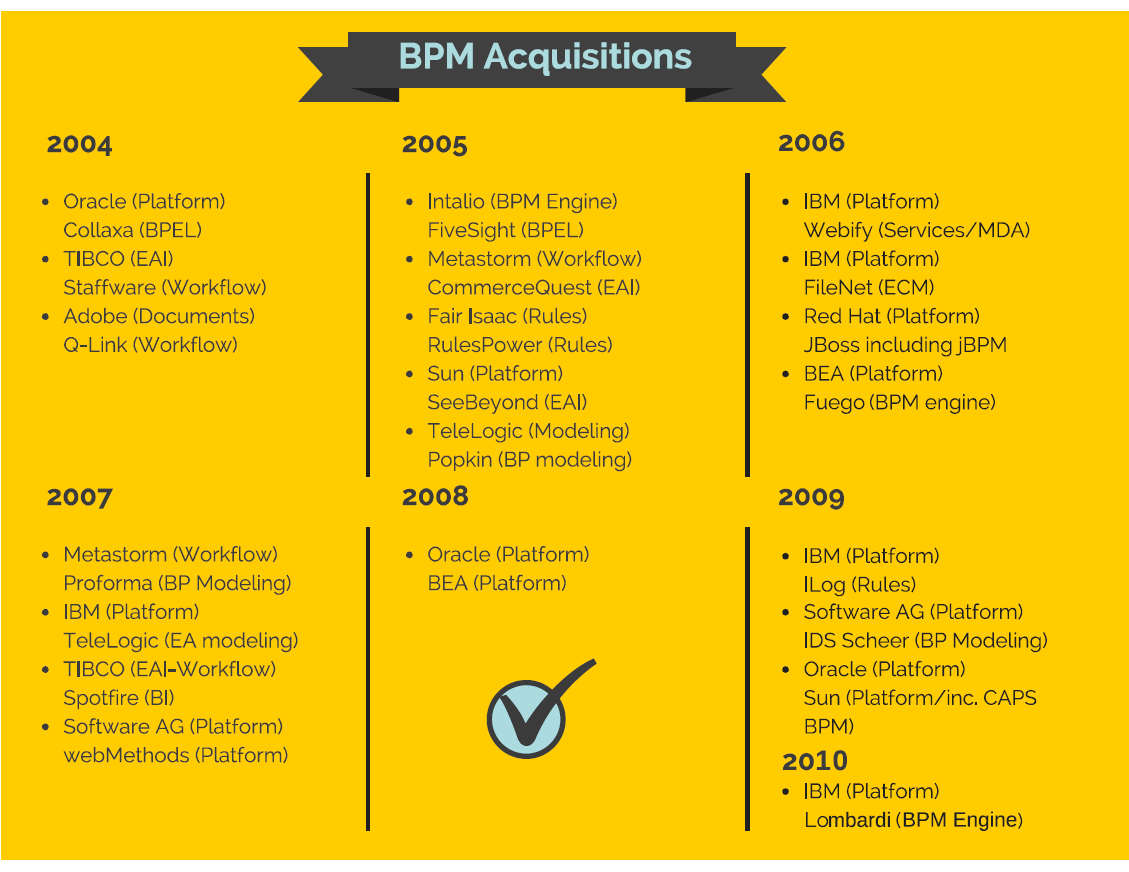 BPM Acquisitions
2004
• Oracle (Platform)
Collaxa (BPEL)
• TIBCO (EAI)
Staffware (Workflow)
• Adobe (Documents)
Q-Link (Workflow)
2005
• Intalio (BPM Engine)
FiveSight (BPEL)
• Metastorm (Workflow)
CommerceQuest (EAI)
• Fair Isaac (Rules)
RulesPower (Rules)
• Sun (Platform)
SeeBeyond (EAI)
• TeleLogic (Modeling)
Popkin (BP modeling)
2006
• IBM (Platform)
Webify (Services/MDA)
• IBM (Platform)
FileNet (ECM)
• Red Hat (Platform)
JBoss including jBPM
• BEA (Platform)
Fuego (BPM engine)
2007
• Metastorm (Workflow)
Proforma (BP Modeling)
• IBM (Platform)
TeleLogic (EA modeling)
• TIBCO (EAI-Workflow)
Spotfire (BI)
• Software AG (Platform)
webMethods (Platform)
2008
• Oracle (Platform)
BEA (Platform)
2009
• IBM (Platform)
ILog (Rules)
• Software AG (Platform)
IDS Scheer (BP Modeling)
• Oracle (Platform)
Sun (Platform/inc. CAPS
BPM)
2010
• IBM (Platform)
Lombardi (BPM Engine)